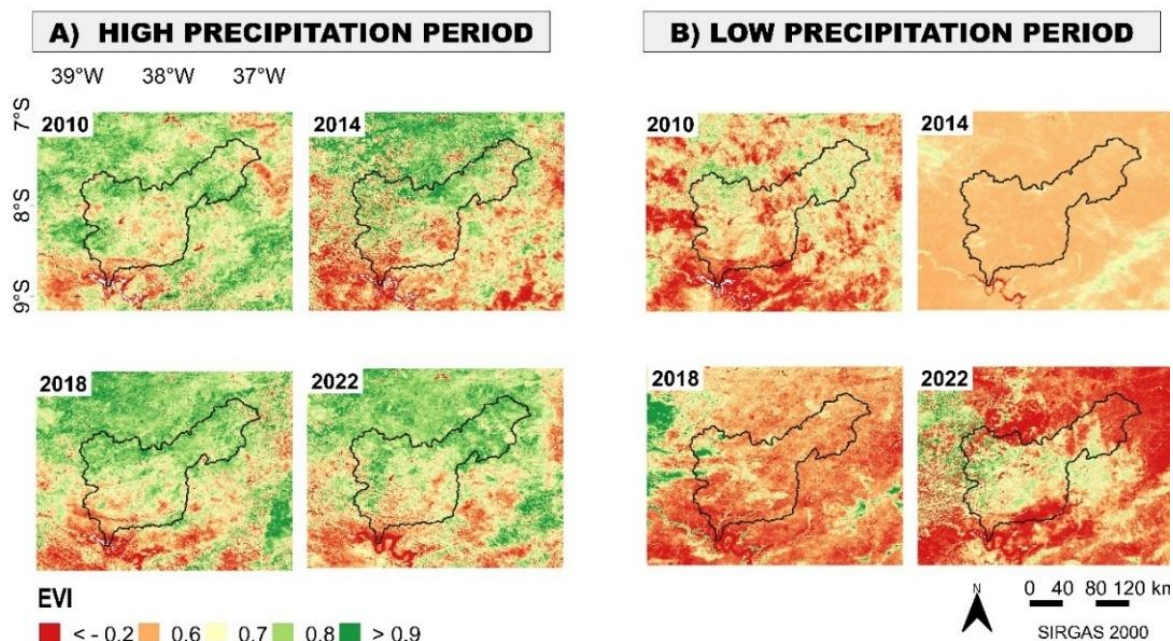 A) HIGH PRECIPITATION PERIOD
B) LOW PRECIPITATION PERIOD
39°W 38°W 37°W
7°S
8°S
9°S
2010
2014
2010
2014
2018
2022
2018
2022
EVI
< - 0.2 0.6 0.7 0.8 > 0.9
N
0 40 80 120 km
SIRGAS 2000